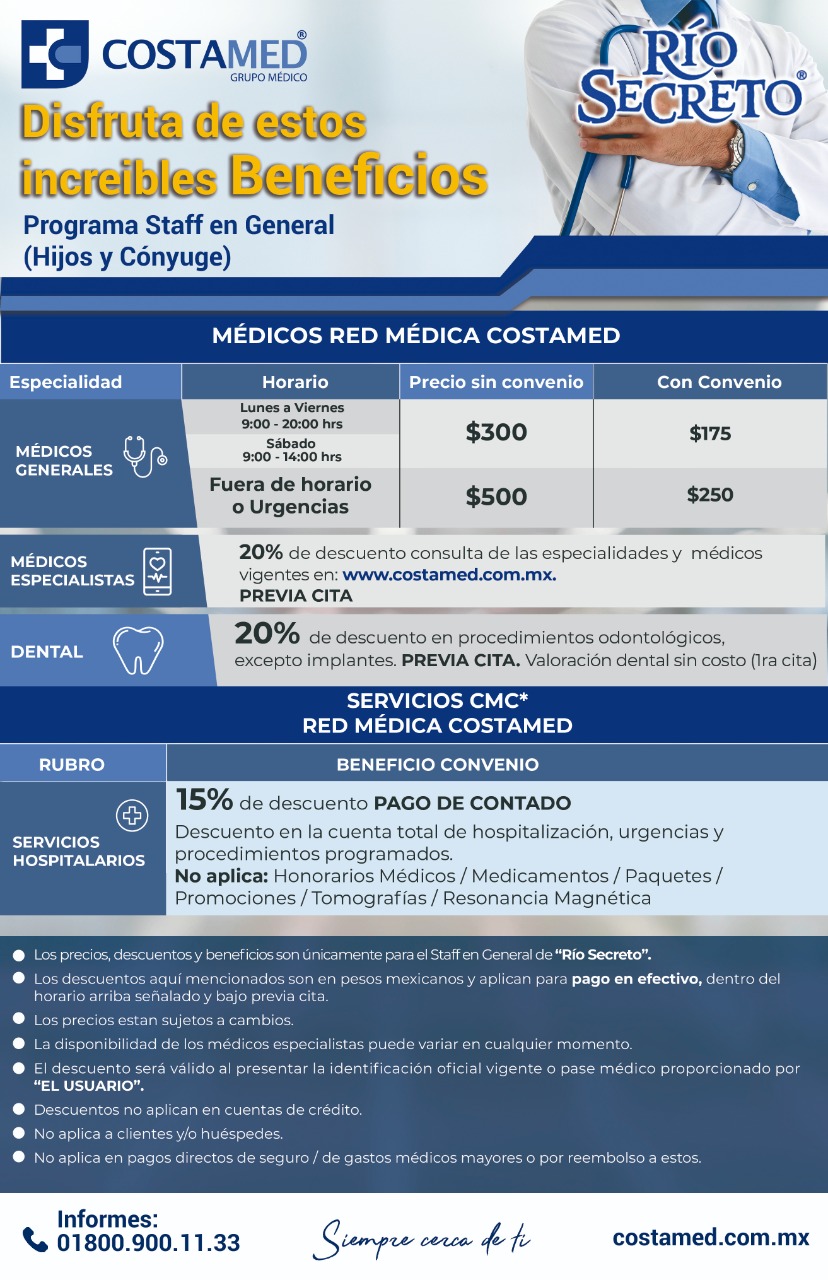 COSTAMED®
GRUPO MÉDICO
RÍO
SECRETO®
Disfruta de estos
increibles Beneficios
Programa Staff en General
(Hijos y Cónyuge)
MÉDICOS RED MÉDICA COSTAMED
Especialidad
Horario
Precio sin convenio
Con Convenio
MÉDICOS
GENERALES
Lunes a Viernes
9:00 - 20:00 hrs
Sábado
9:00 - 14:00 hrs
$300
$175
Fuera de horario
o Urgencias
$500
$250
MÉDICOS
ESPECIALISTAS
20% de descuento consulta de las especialidades y médicos
vigentes en: www.costamed.com.mx.
PREVIA CITA
DENTAL
20% de descuento en procedimientos odontológicos,
excepto implantes. PREVIA CITA. Valoración dental sin costo (1ra cita)
SERVICIOS CMC*
RED MÉDICA COSTAMED
RUBRO
BENEFICIO CONVENIO
SERVICIOS
HOSPITALARIOS
15% de descuento PAGO DE CONTADO
Descuento en la cuenta total de hospitalización, urgencias y
procedimientos programados.
No aplica: Honorarios Médicos / Medicamentos / Paquetes /
Promociones / Tomografías / Resonancia Magnética
Los precios, descuentos y beneficios son únicamente para el Staff en General de “Río Secreto”.
Los descuentos aquí mencionados son en pesos mexicanos y aplican para pago en efectivo, dentro del
horario arriba señalado y bajo previa cita.
Los precios estan sujetos a cambios.
La disponibilidad de los médicos especialistas puede variar en cualquier momento.
El descuento será válido al presentar la identificación oficial vigente o pase médico proporcionado por
“EL USUARIO”.
Descuentos no aplican en cuentas de crédito.
No aplica a clientes y/o huéspedes.
No aplica en pagos directos de seguro / de gastos médicos mayores o por reembolso a estos.
Informes:
01800.900.11.33
Siempre cerca de ti
costamed.com.mx